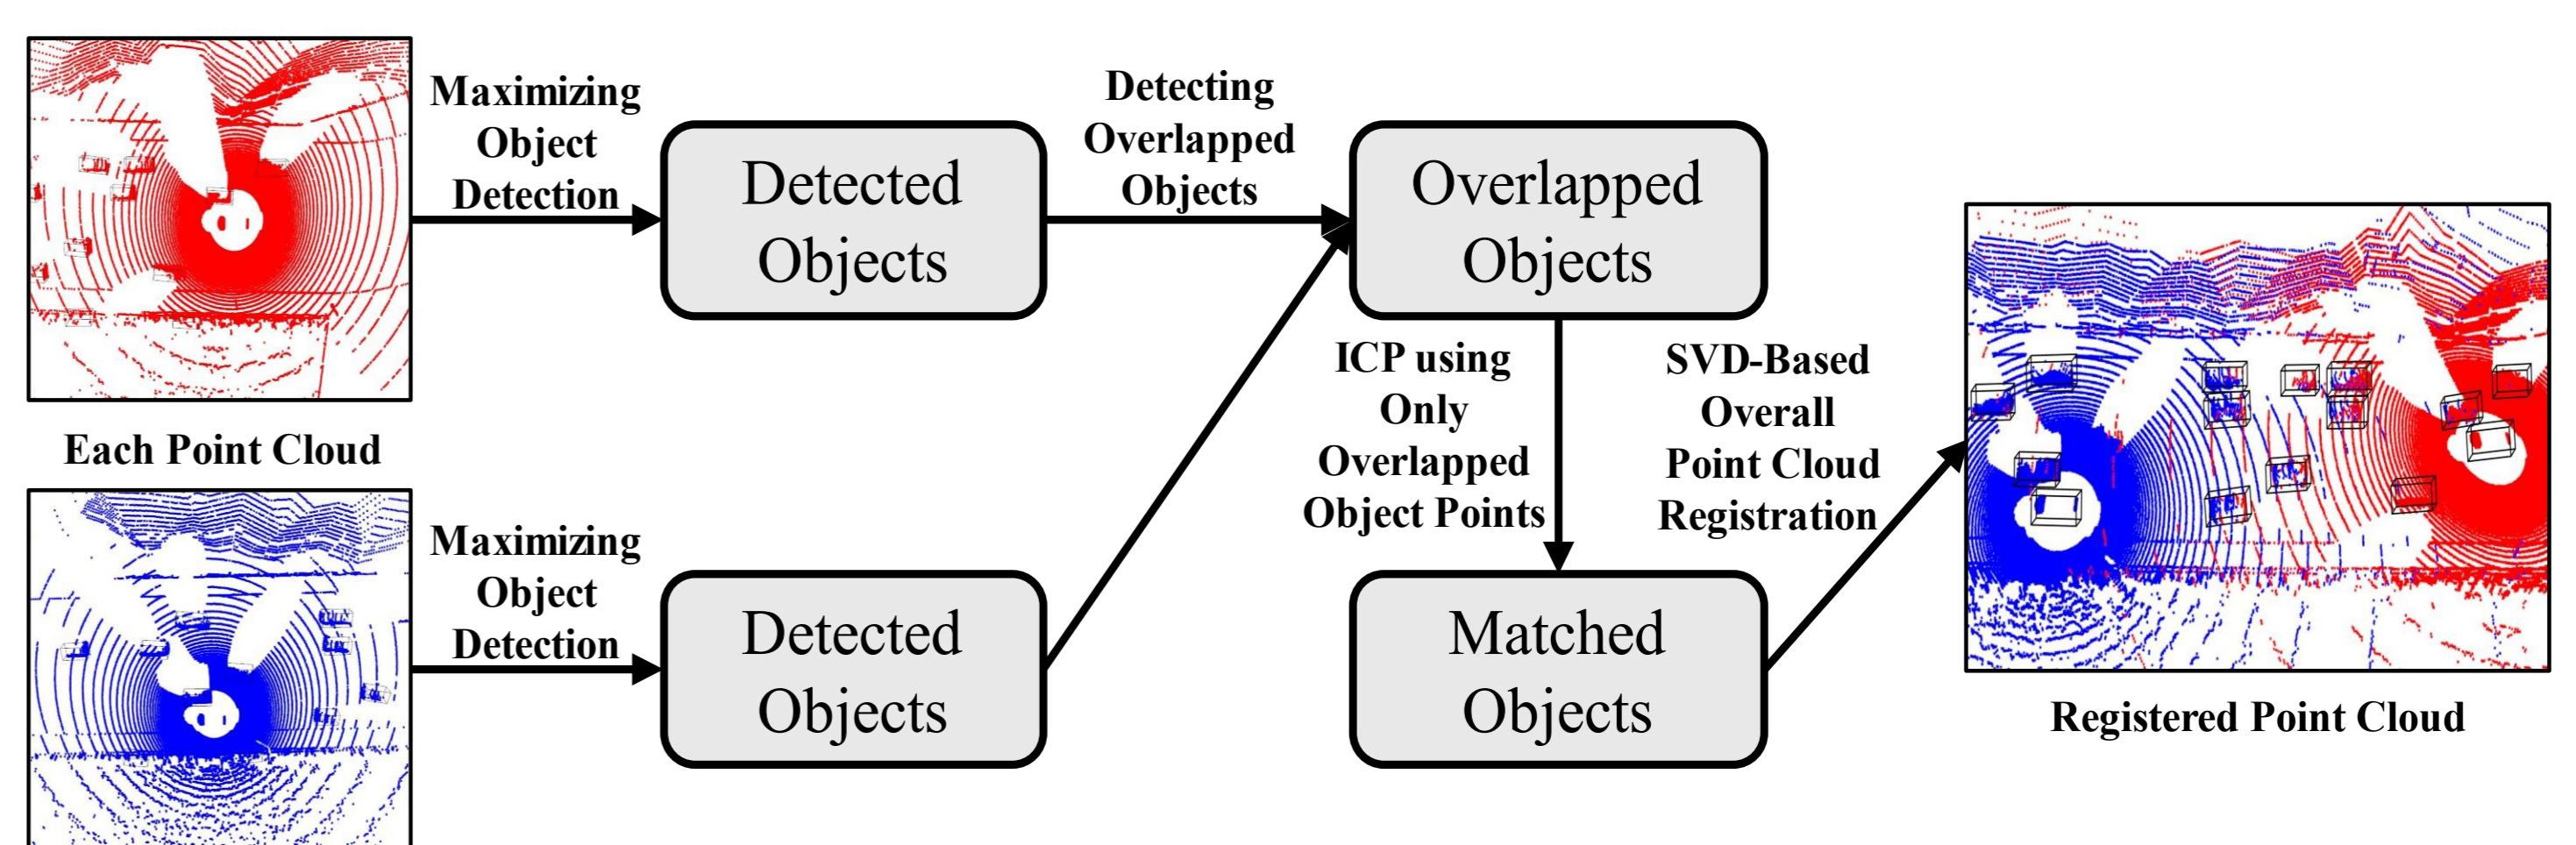 Maximizing
Object
Detection
Detected
Objects
Detecting
Overlapped
Objects
Overlapped
Objects
Each Point Cloud
Maximizing
Object
Detection
Detected
Objects
ICP using
Only
Overlapped
Object Points
SVD-Based
Overall
Point Cloud
Registration
Matched
Objects
Registered Point Cloud